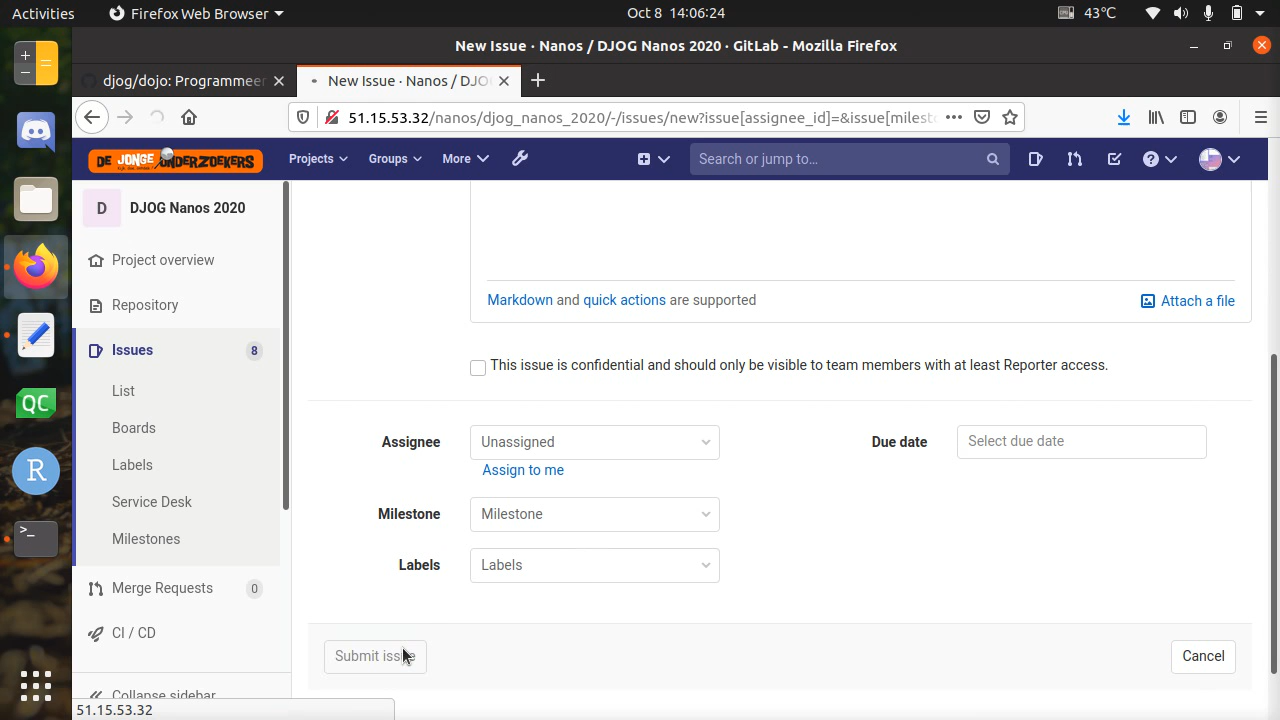 Activities
Firefox Web Browser
Oct 8 14:06:24
43°C
New Issue · Nanos / DJOG Nanos 2020 · GitLab - Mozilla Firefox
djog/dojo: Programmeer
New Issue · Nanos / DJO
51.15.53.32/nanos/djog_nanos_2020/-/issues/new?issue[assignee_id]=&issue[milest
DE JONGE ONDERZOEKERS
Projects
Groups
More
Search or jump to...
D
DJOG Nanos 2020
Project overview
Repository
Issues
8
List
Boards
Labels
Service Desk
Milestones
Merge Requests
0
CI / CD
Collapse sidebar
Markdown and quick actions are supported
Attach a file
This issue is confidential and should only be visible to team members with at least Reporter access.
Assignee
Unassigned
Due date
Select due date
Assign to me
Milestone
Milestone
Labels
Labels
Submit issue
Cancel
51.15.53.32
QC
R
>_